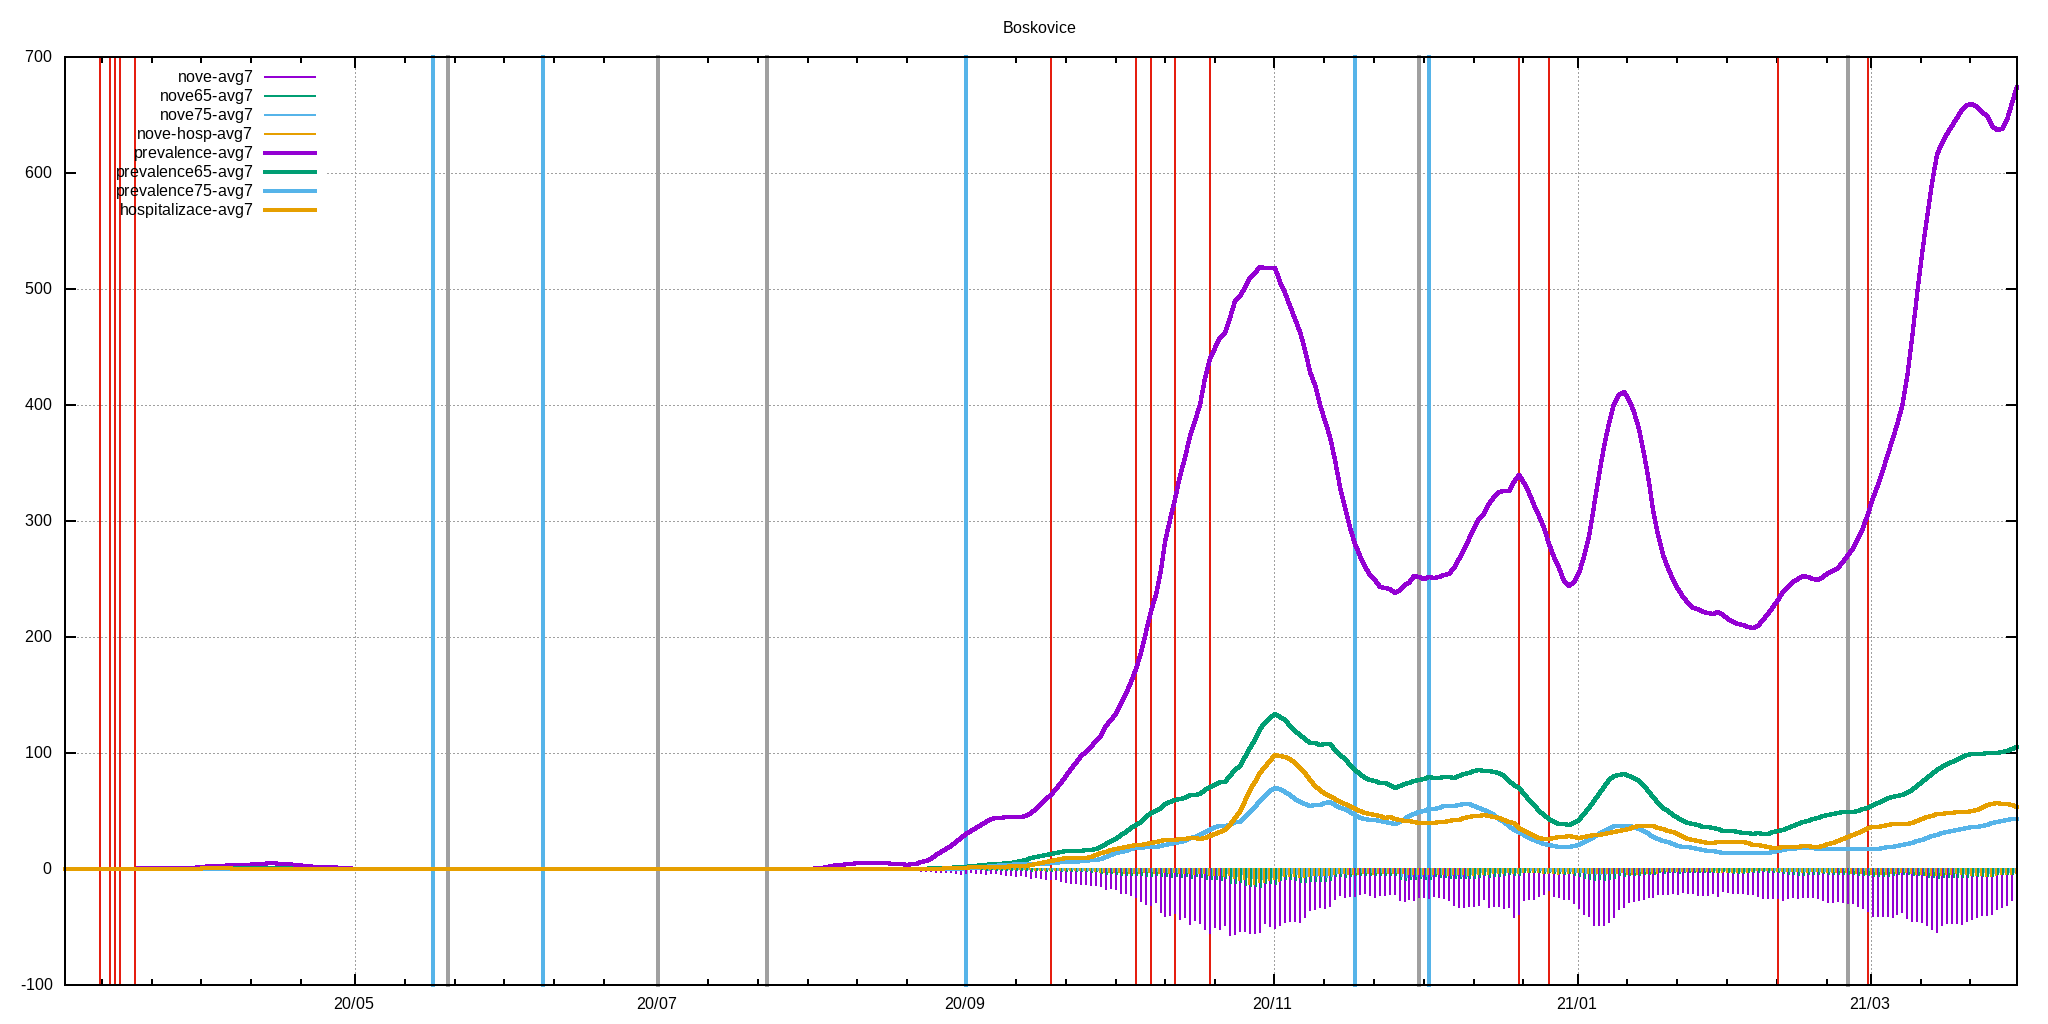 Boskovice
700
600
500
400
300
200
100
0
-100
nove-avg7
nove65-avg7
nove75-avg7
nove-hosp-avg7
prevalence-avg7
prevalence65-avg7
prevalence75-avg7
hospitalizace-avg7
20/05 20/07 20/09 20/11 21/01 21/03